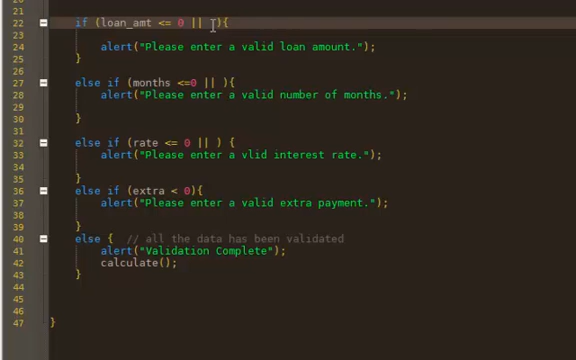 21
22 if (loan_amt <= 0 || ){
23
24 alert("Please enter a valid loan amount.");
25 }
26
27 else if (months <=0 || ){
28 alert("Please enter a valid number of months.");
29
30 }
31
32 else if (rate <= 0 || ) {
33 alert("Please enter a vlid interest rate.");
34
35 }
36 else if (extra < 0){
37 alert("Please enter a valid extra payment.");
38
39 }
40 else { // all the data has been validated
41 alert("Validation Complete");
42 calculate();
43 }
44
45
46
47 }